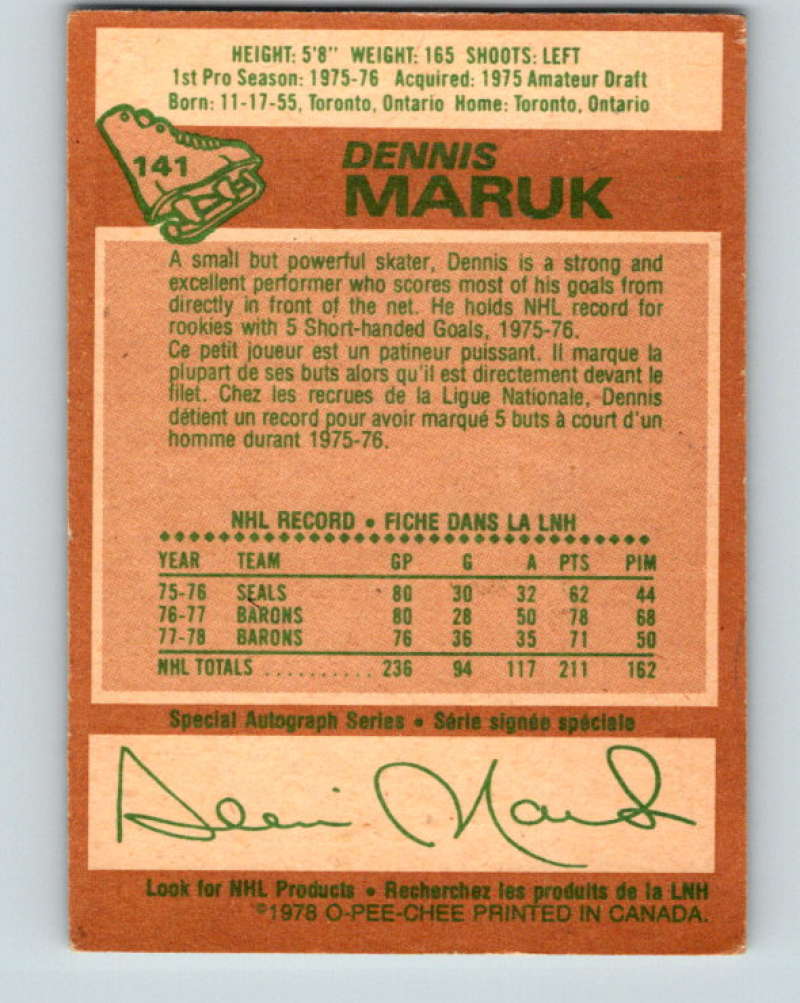 HEIGHT: 5'8" WEIGHT: 165 SHOOTS: LEFT
1st Pro Season: 1975-76 Acquired: 1975 Amateur Draft
Born: 11-17-55, Toronto, Ontario Home: Toronto, Ontario
141
DENNIS
MARUK
A small but powerful skater, Dennis is a strong and
excellent performer who scores most of his goals from
directly in front of the net. He holds NHL record for
rookies with 5 Short-handed Goals, 1975-76.
Ce petit joueur est un patineur puissant. Il marque la
plupart de ses buts alors qu'il est directement devant le
filet. Chez les recrues de la Ligue Nationale, Dennis
détient un record pour avoir marqué 5 buts à court d'un
homme durant 1975-76.
NHL RECORD • FICHE DANS LA LNH
YEAR TEAM GP G A PTS PIM
75-76 SEALS 80 30 32 62 44
76-77 BARONS 80 28 50 78 68
77-78 BARONS 76 36 35 71 50
NHL TOTALS .......... 236 94 117 211 162
Special Autograph Series • Série signée spéciale
Dennis Maruk
Look for NHL Products • Recherchez les produits de la LNH
©1978 O-PEE-CHEE PRINTED IN CANADA.